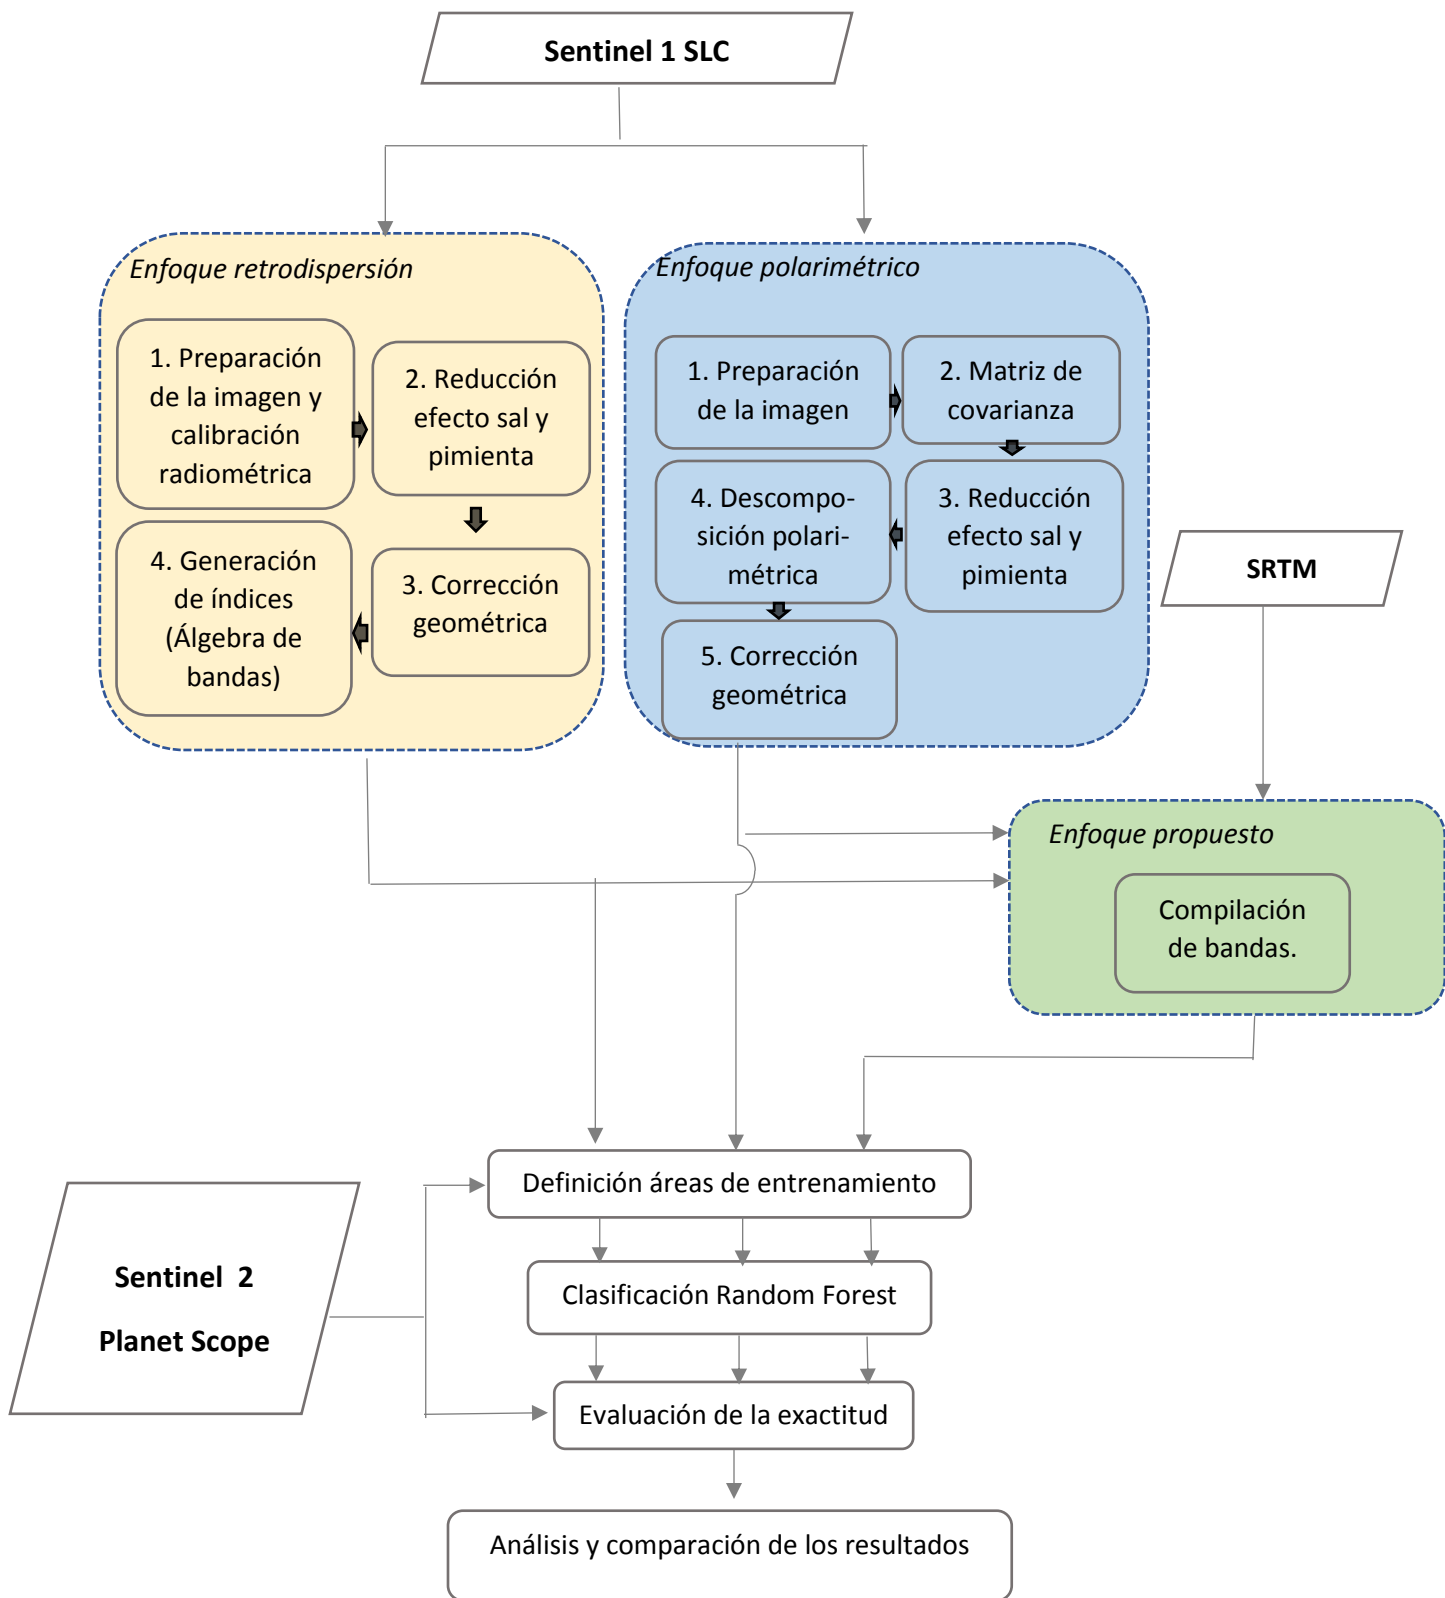 Sentinel 1 SLC
Enfoque retrodispersión
1. Preparación
de la imagen y
calibración
radiométrica
2. Reducción
efecto sal y
pimienta
3. Corrección
geométrica
4. Generación
de índices
(Álgebra de
bandas)
Enfoque polarimétrico
1. Preparación
de la imagen
2. Matriz de
covarianza
3. Reducción
efecto sal y
pimienta
4. Descompo-
sición polari-
métrica
5. Corrección
geométrica
SRTM
Enfoque propuesto
Compilación
de bandas.
Definición áreas de entrenamiento
Sentinel  2
Planet Scope
Clasificación Random Forest
Evaluación de la exactitud
Análisis y comparación de los resultados